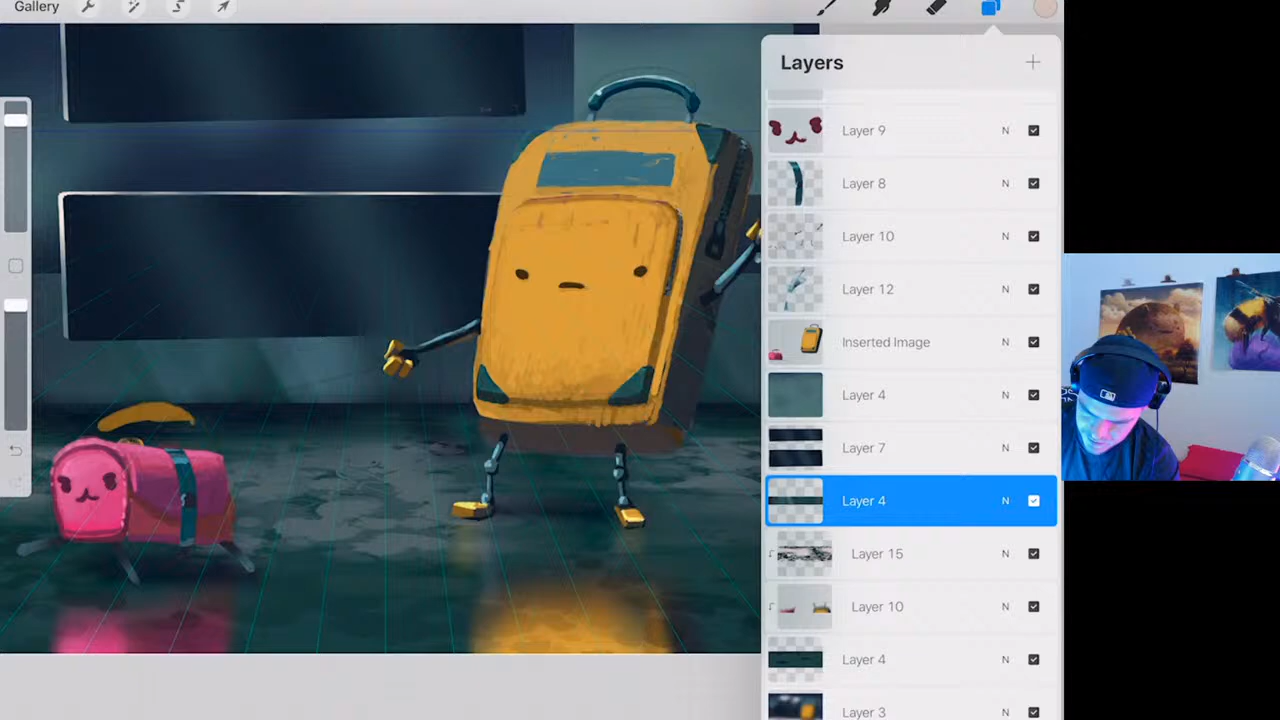 Gallery
Layers
Layer 9 N
Layer 8 N
Layer 10 N
Layer 12 N
Inserted Image N
Layer 4 N
Layer 7 N
Layer 4 N
Layer 15 N
Layer 10 N
Layer 4 N
Layer 3 N